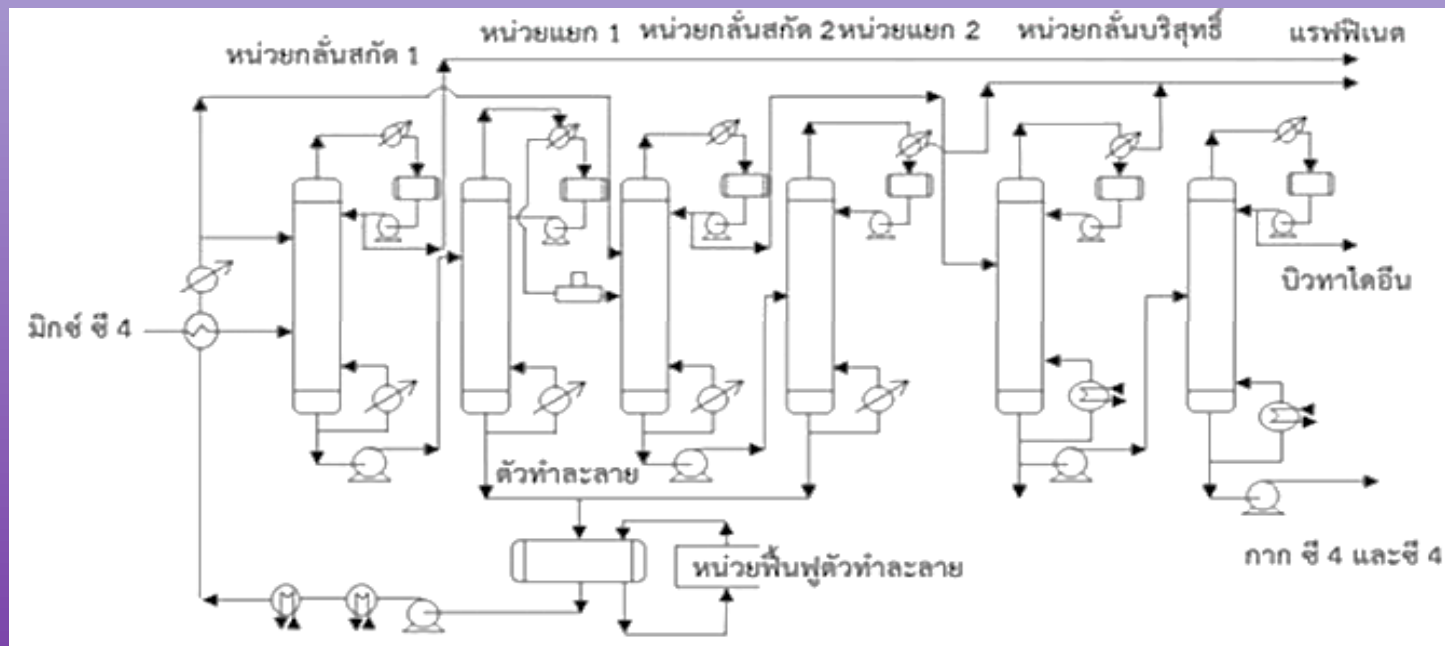 หน่วยกลั่นสกัด 1
หน่วยแยก 1
หน่วยกลั่นสกัด 2
หน่วยแยก 2
หน่วยกลั่นบริสุทธิ์
แรฟฟิเนต
มิกซ์ ซี 4
บิวทาไดอีน
ตัวทำละลาย
หน่วยฟื้นฟูตัวทำละลาย
กาก ซี 4 และซี 4